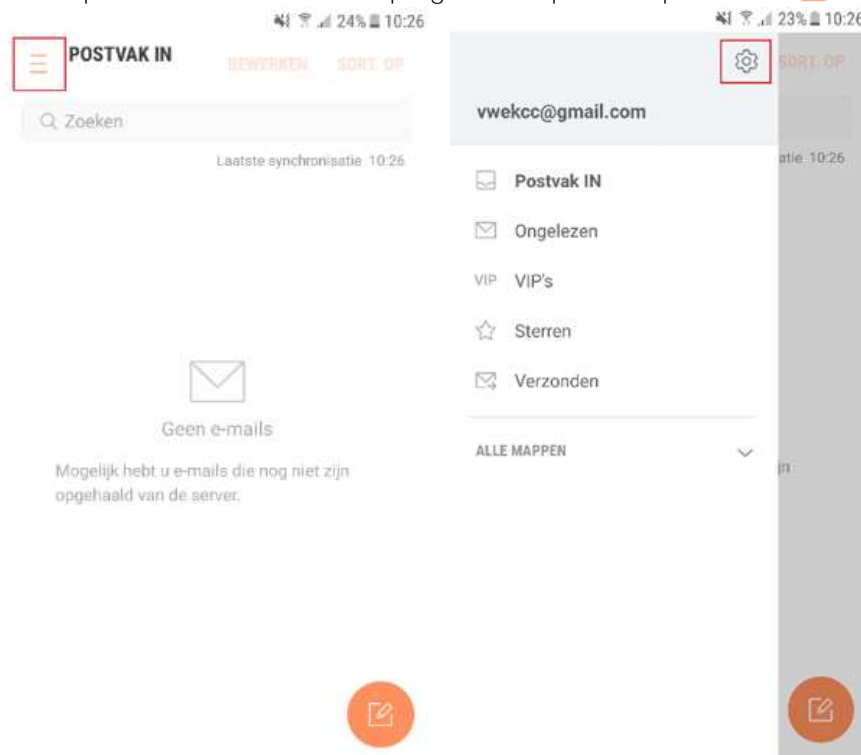 24% 10:26
POSTVAK IN
BEWERKEN SORT. OP
Zoeken
Laatste synchronisatie 10:26
Geen e-mails
Mogelijk hebt u e-mails die nog niet zijn
opgehaald van de server.
23% 10:26
SORT. OP
vwekcc@gmail.com
atie 10:26
Postvak IN
Ongelezen
VIP VIP's
Sterren
Verzonden
ALLE MAPPEN
jn